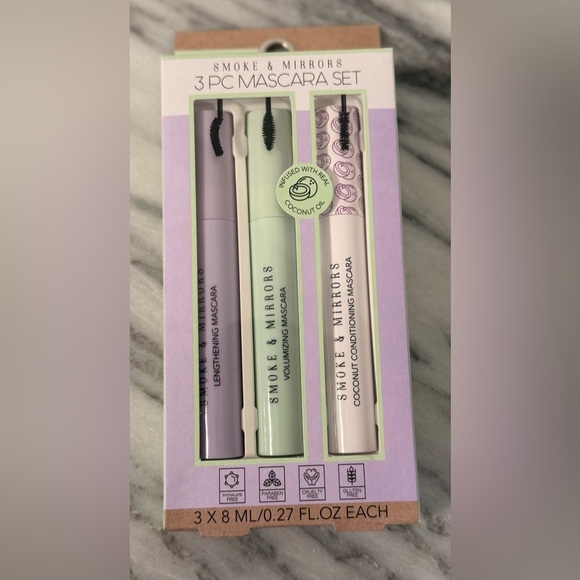 SMOKE & MIRRORS
3 PC MASCARA SET
INFUSED WITH REAL
COCONUT OIL
SMOKE & MIRRORS
LENGTHENING MASCARA
SMOKE & MIRRORS
VOLUMIZING MASCARA
SMOKE & MIRRORS
COCONUT CONDITIONING MASCARA
PHTHALATE
FREE
PARABEN
FREE
CRUELTY
FREE
GLUTEN
FREE
3 X 8 ML/0.27 FL.OZ EACH